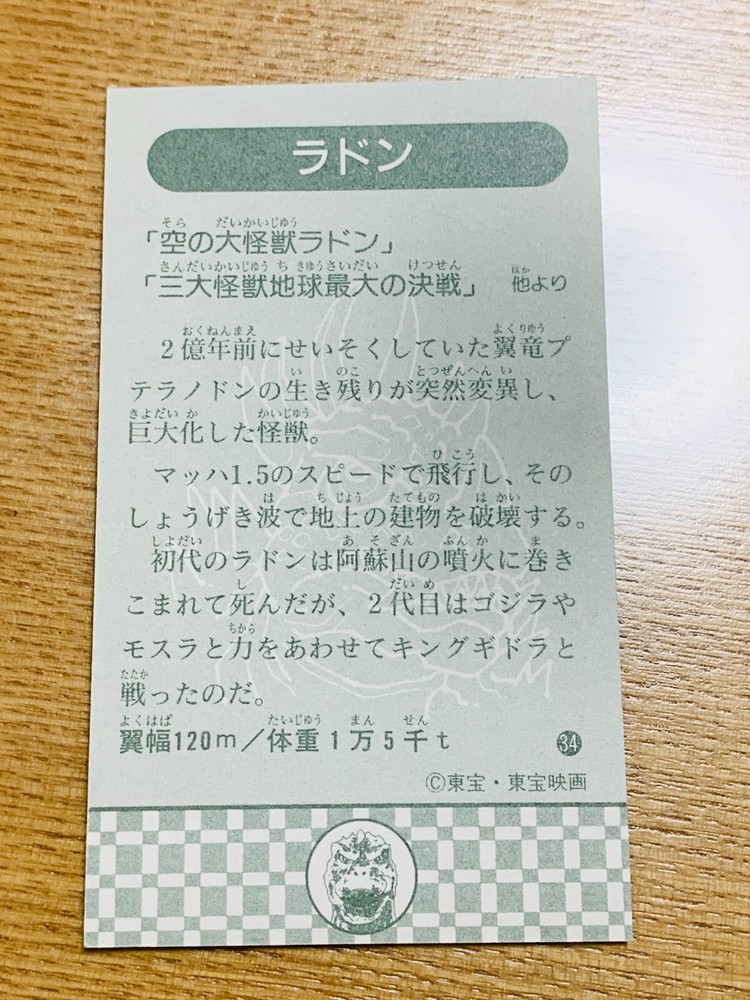 ラドン
「空の大怪獣ラドン」
「三大怪獣地球最大の決戦」 他より
2億年前にせいそくしていた翼竜プ
テラノドンの生き残りが突然変異し、
巨大化した怪獣。
マッハ1.5のスピードで飛行し、その
しょうげき波で地上の建物を破壊する。
初代のラドンは阿蘇山の噴火に巻き
こまれて死んだが、2代目はゴジラや
モスラと力をあわせてキングギドラと
戦ったのだ。
翼幅120m／体重1万5千t
34
©東宝・東宝映画